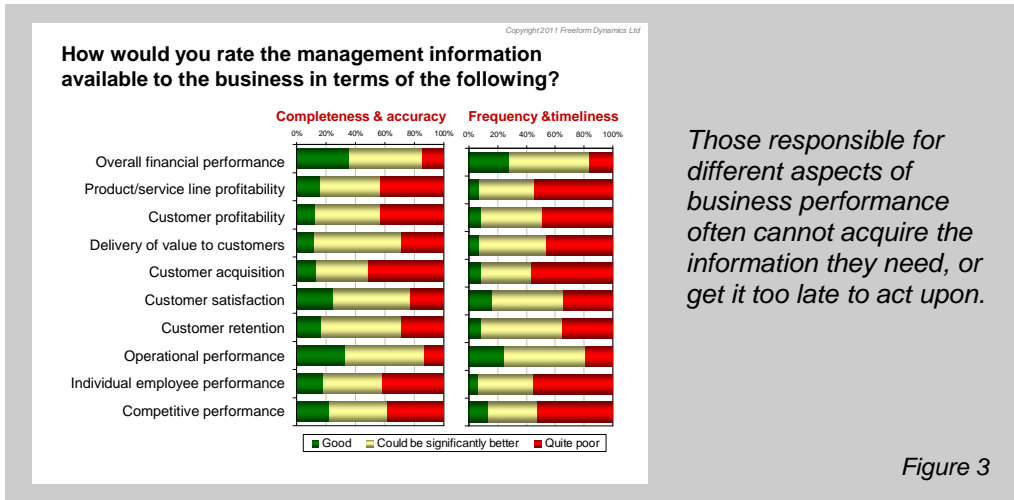 Copyright 2011 Freeform Dynamics Ltd
How would you rate the management information
available to the business in terms of the following?
Completeness & accuracy
Frequency &timeliness
0% 20% 40% 60% 80% 100%
0% 20% 40% 60% 80% 100%
Overall financial performance
Product/service line profitability
Customer profitability
Delivery of value to customers
Customer acquisition
Customer satisfaction
Customer retention
Operational performance
Individual employee performance
Competitive performance
Good Could be significantly better Quite poor
Those responsible for
different aspects of
business performance
often cannot acquire the
information they need, or
get it too late to act upon.
Figure 3